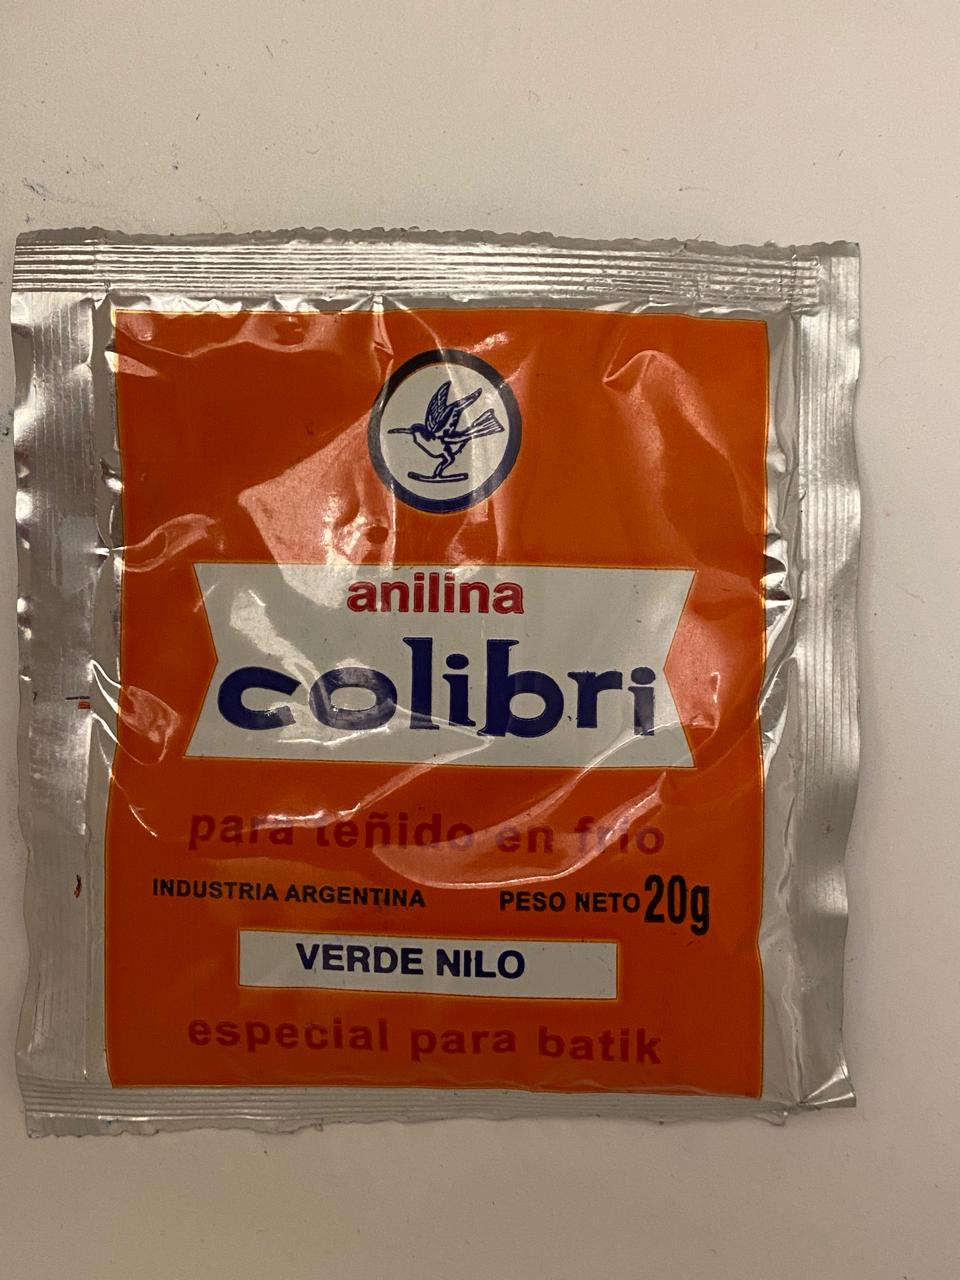 anilina
colibri
para teñido en frio
INDUSTRIA ARGENTINA PESO NETO 20g
VERDE NILO
especial para batik